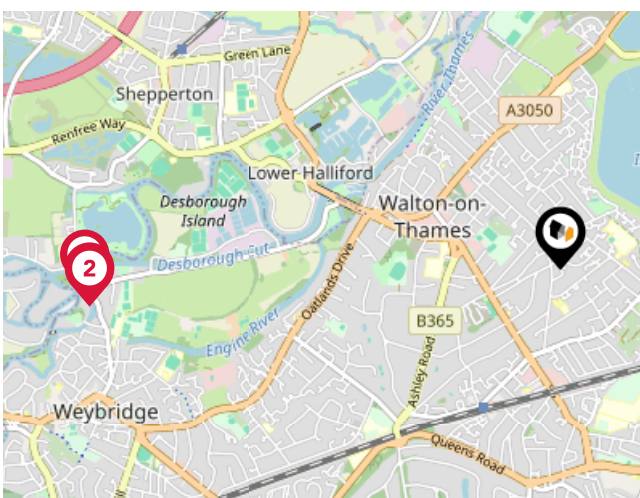 Green Lane
River Thames
Shepperton
A3050
Renfree Way
Lower Halliford
Desborough
Island
Walton-on-
Thames
Desborough Cut
2
Oatlands Drive
B365
Engine River
Ashley Road
Weybridge
Queens Road